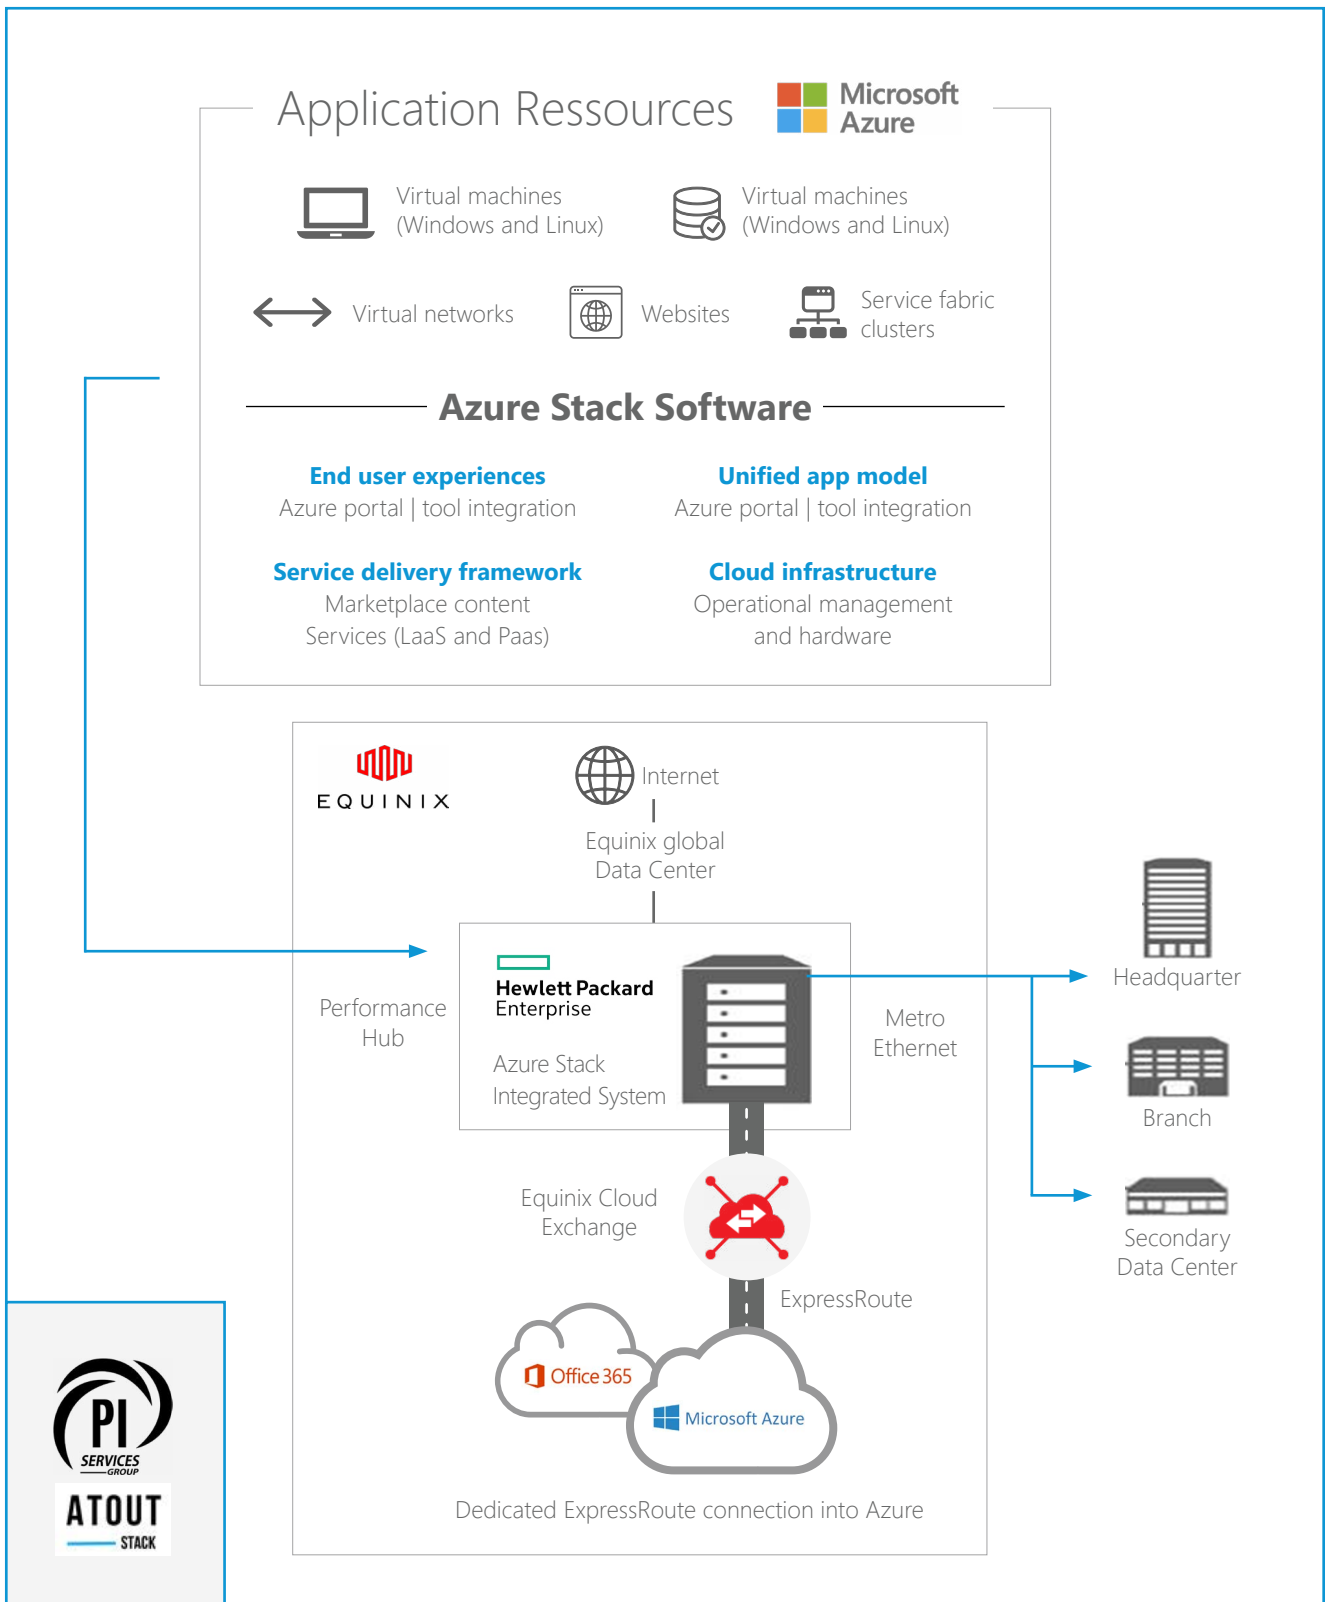 Application Ressources
Microsoft
Azure
Virtual machines
(Windows and Linux)
Virtual machines
(Windows and Linux)
Virtual networks
Websites
Service fabric
clusters
Azure Stack Software
End user experiences
Azure portal | tool integration
Unified app model
Azure portal | tool integration
Service delivery framework
Marketplace content
Services (LaaS and Paas)
Cloud infrastructure
Operational management
and hardware
EQUINIX
Internet
Equinix global
Data Center
Performance
Hub
Hewlett Packard
Enterprise
Azure Stack
Integrated System
Metro
Ethernet
Headquarter
Branch
Secondary
Data Center
Equinix Cloud
Exchange
ExpressRoute
Office 365
Microsoft Azure
Dedicated ExpressRoute connection into Azure
PI
SERVICES
GROUP
ATOUT
STACK